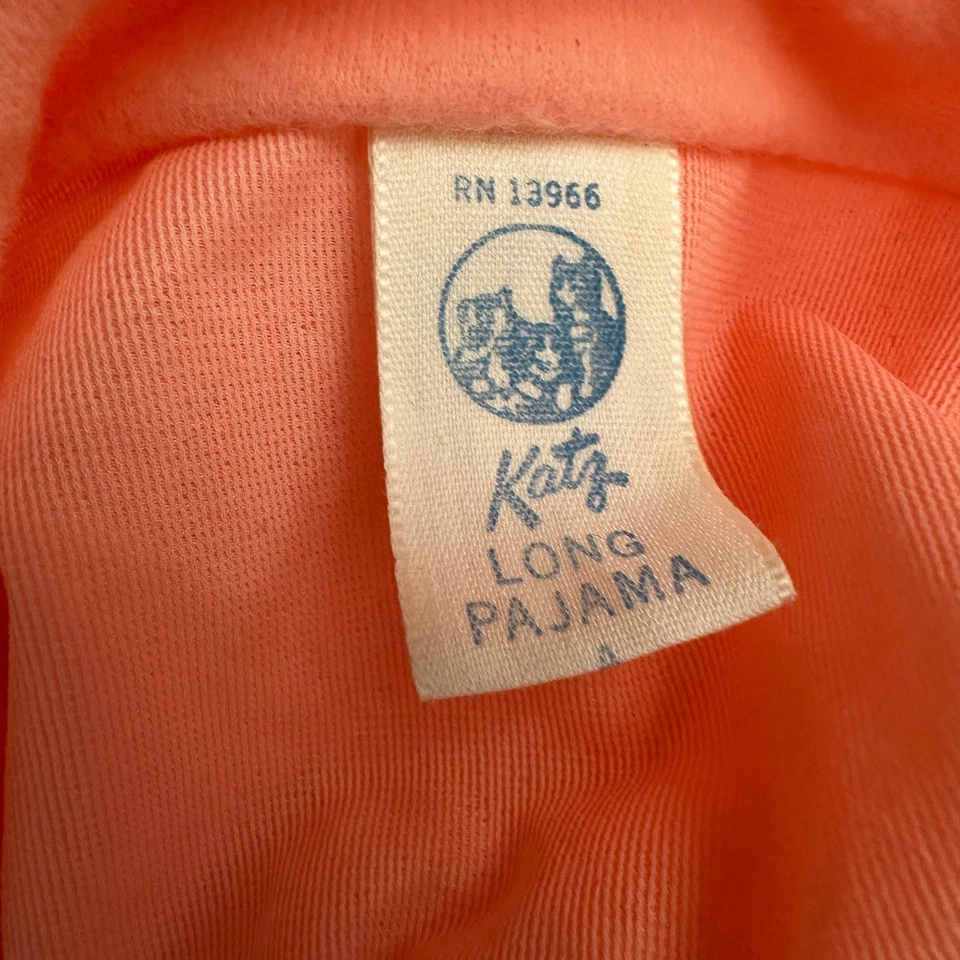 RN 13966
Katz
LONG
PAJAMA